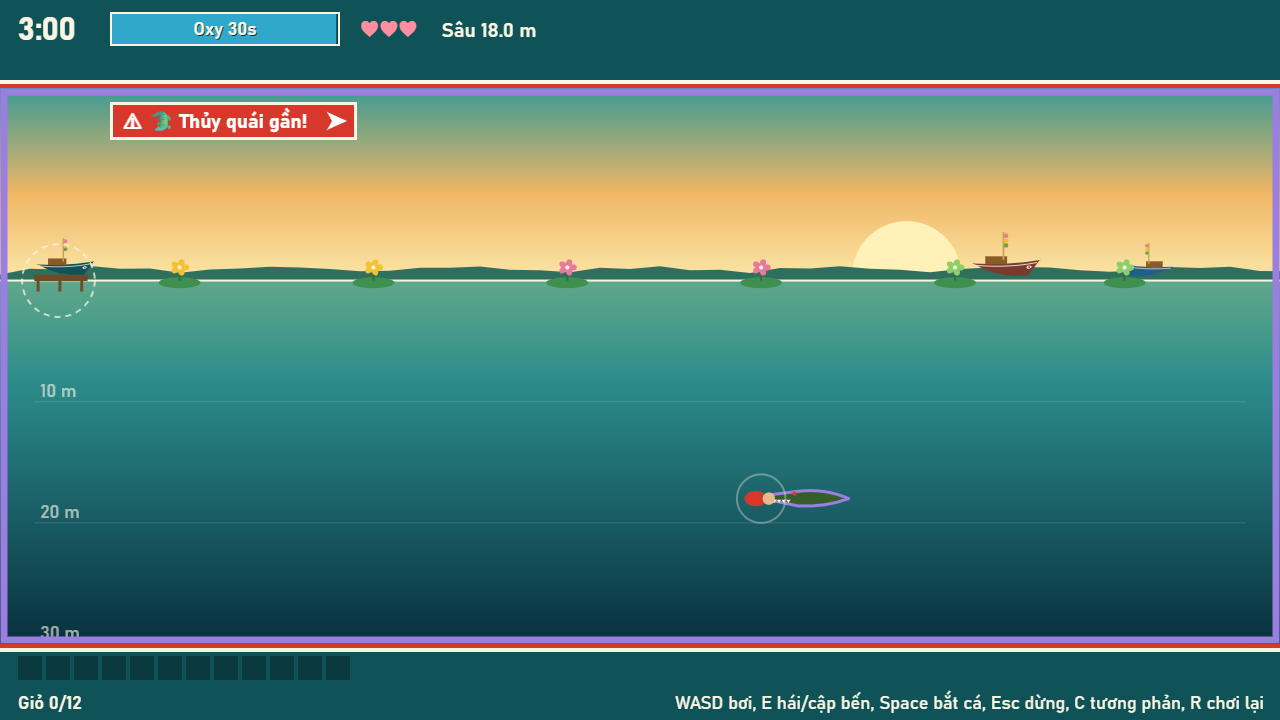 3:00
Oxy 30s
Sâu 18.0 m
Thủy quái gần!
10 m
20 m
30 m
Giỏ 0/12
WASD bơi, E hái/cập bến, Space bắt cá, Esc dừng, C tương phản, R chơi lại